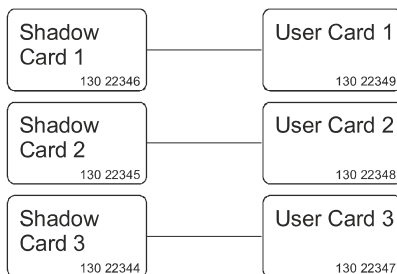 Shadow
Card 1
130 22346
User Card 1
130 22349
Shadow
Card 2
130 22345
User Card 2
130 22348
Shadow
Card 3
130 22344
User Card 3
130 22347